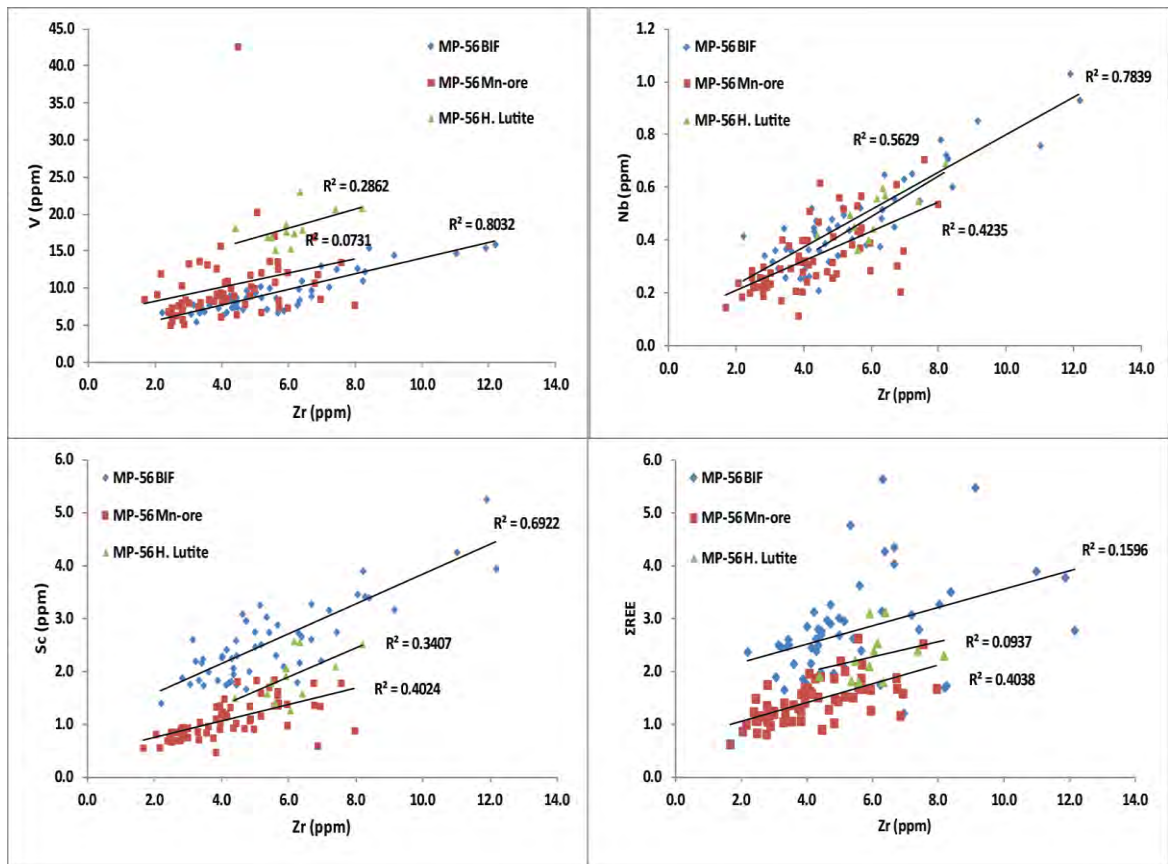 45.0
40.0
35.0
30.0
25.0
20.0
15.0
10.0
5.0
0.0
V (ppm)
MP-56 BIF
MP-56 Mn-ore
MP-56 H. Lutite
R² = 0.2862
R² = 0.8032
R² = 0.0731
0.0 2.0 4.0 6.0 8.0 10.0 12.0 14.0
Zr (ppm)
1.2
1.0
0.8
0.6
0.4
0.2
0.0
Nb (ppm)
MP-56 BIF
MP-56 Mn-ore
MP-56 H. Lutite
R² = 0.7839
R² = 0.5629
R² = 0.4235
0.0 2.0 4.0 6.0 8.0 10.0 12.0 14.0
Zr (ppm)
6.0
5.0
4.0
3.0
2.0
1.0
0.0
Sc (ppm)
MP-56 BIF
MP-56 Mn-ore
MP-56 H. Lutite
R² = 0.6922
R² = 0.3407
R² = 0.4024
0.0 2.0 4.0 6.0 8.0 10.0 12.0 14.0
Zr (ppm)
6.0
5.0
4.0
3.0
2.0
1.0
0.0
ΣREE
MP-56 BIF
MP-56 Mn-ore
MP-56 H. Lutite
R² = 0.1596
R² = 0.0937
R² = 0.4038
0.0 2.0 4.0 6.0 8.0 10.0 12.0 14.0
Zr (ppm)